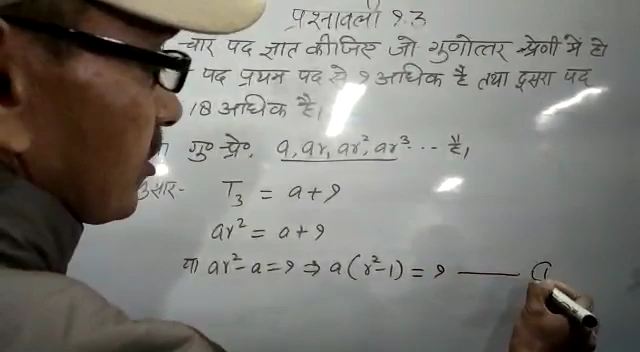 प्रश्नावली 9.3
चार पद ज्ञात कीजिए जो गुणोत्तर श्रेणी में हो
पद प्रथम पद से 9 अधिक है तथा दूसरा पद
18 अधिक है।
गु० श्रे०. a, ar, ar², ar³ ... है,
नुसार- T₃ = a+9
ar² = a+9
या ar²-a=9 ⇒ a(r²-1) = 9 ——